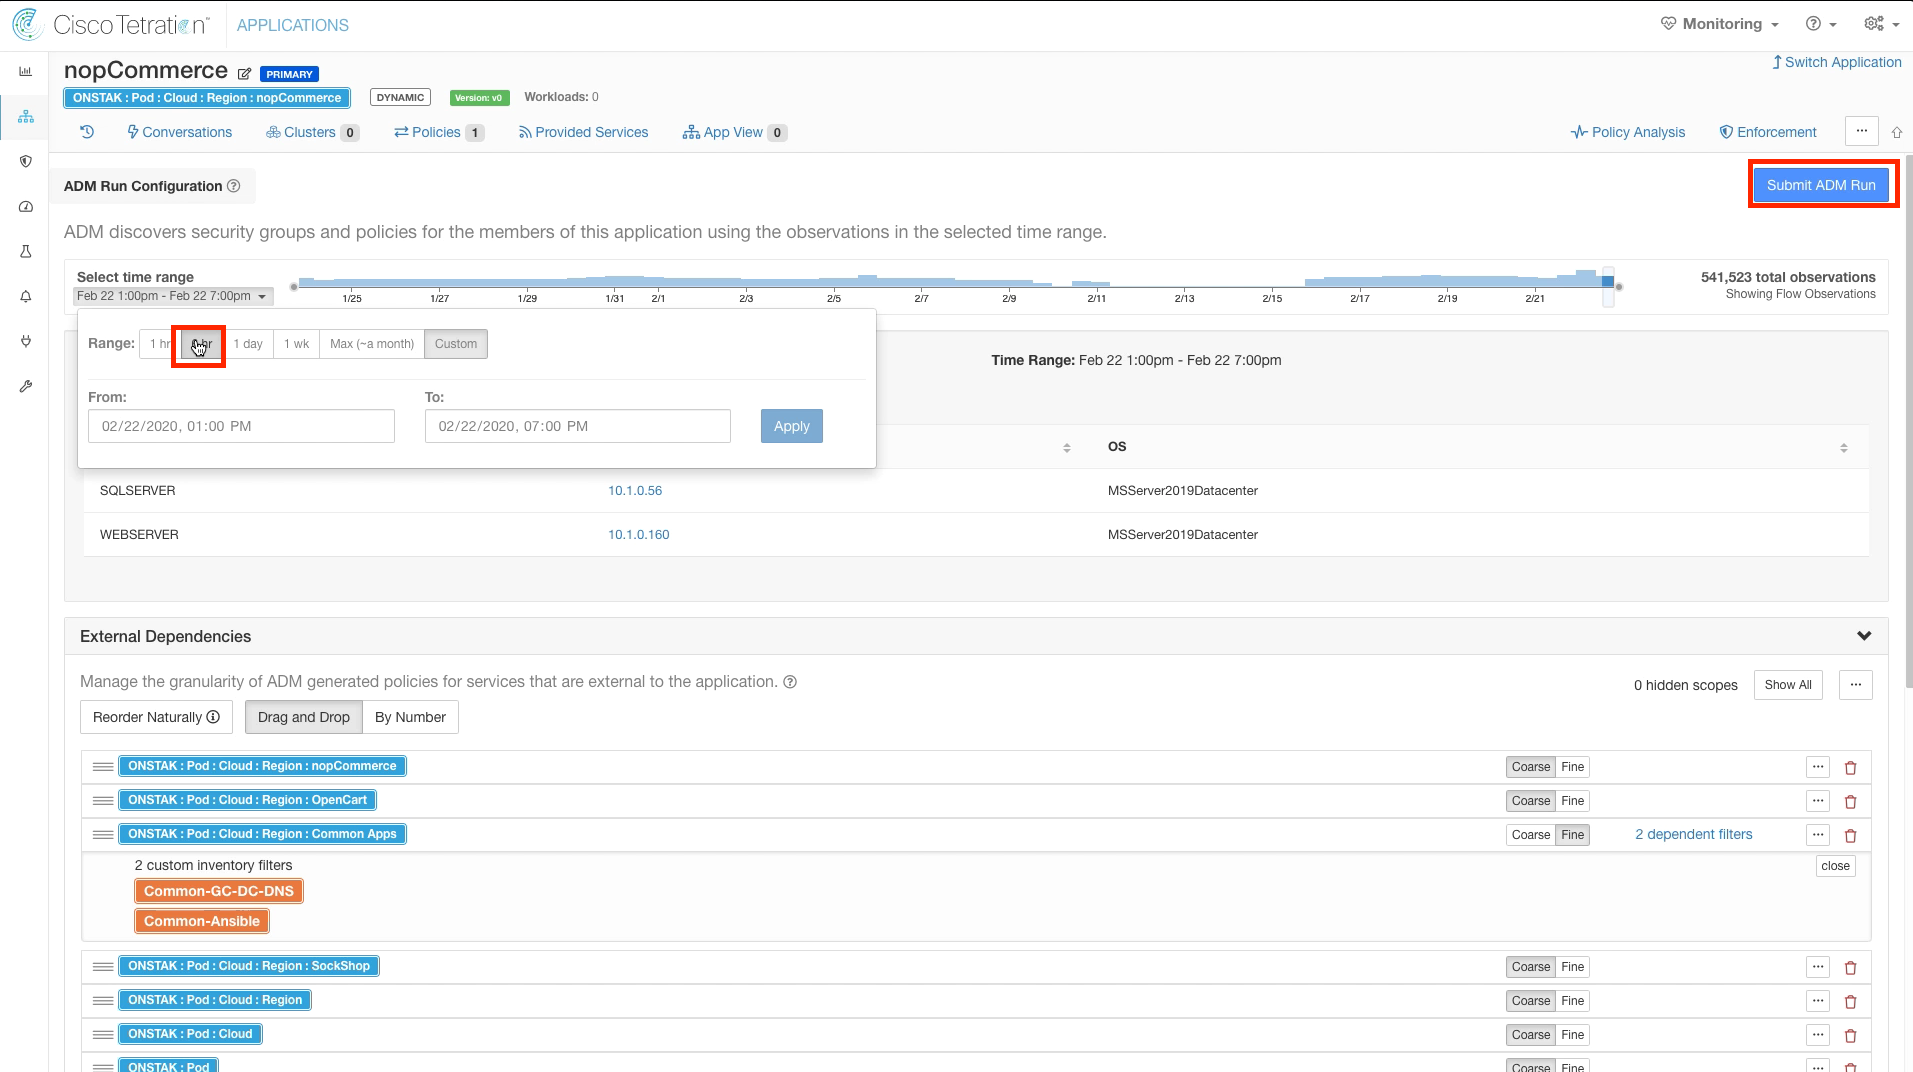 Cisco Tetration™ APPLICATIONS Monitoring
nopCommerce PRIMARY Switch Application
ONSTAK : Pod : Cloud : Region : nopCommerce DYNAMIC Version: v0 Workloads: 0
Conversations Clusters 0 Policies 1 Provided Services App View 0 Policy Analysis Enforcement ...
ADM Run Configuration Submit ADM Run
ADM discovers security groups and policies for the members of this application using the observations in the selected time range.
Select time range 541,523 total observations
Feb 22 1:00pm - Feb 22 7:00pm Showing Flow Observations
1/25 1/27 1/29 1/31 2/1 2/3 2/5 2/7 2/9 2/11 2/13 2/15 2/17 2/19 2/21
Range: 1 hr hr 1 day 1 wk Max (~a month) Custom
Time Range: Feb 22 1:00pm - Feb 22 7:00pm
From: To:
02/22/2020, 01:00 PM 02/22/2020, 07:00 PM Apply
OS
SQLSERVER 10.1.0.56 MSServer2019Datacenter
WEBSERVER 10.1.0.160 MSServer2019Datacenter
External Dependencies
Manage the granularity of ADM generated policies for services that are external to the application.
0 hidden scopes Show All ...
Reorder Naturally Drag and Drop By Number
ONSTAK : Pod : Cloud : Region : nopCommerce Coarse Fine ...
ONSTAK : Pod : Cloud : Region : OpenCart Coarse Fine ...
ONSTAK : Pod : Cloud : Region : Common Apps Coarse Fine 2 dependent filters ...
2 custom inventory filters close
Common-GC-DC-DNS
Common-Ansible
ONSTAK : Pod : Cloud : Region : SockShop Coarse Fine ...
ONSTAK : Pod : Cloud : Region Coarse Fine ...
ONSTAK : Pod : Cloud Coarse Fine ...
ONSTAK : Pod Coarse Fine ...